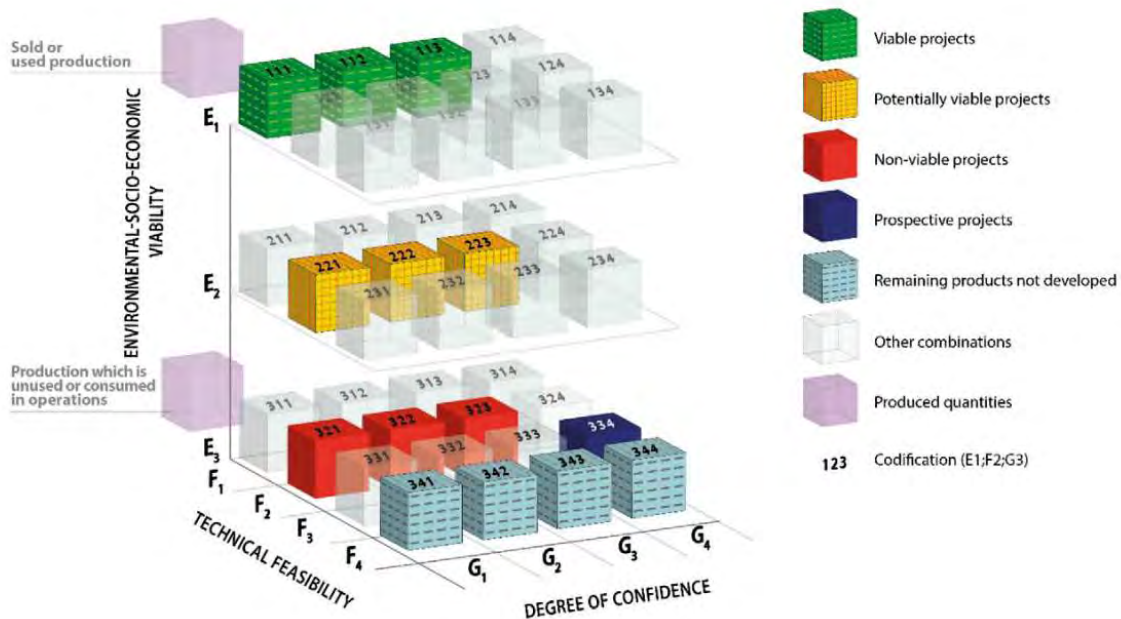 Sold or
used production
ENVIRONMENTAL-SOCIO-ECONOMIC
VIABILITY
E1
111
112
113
114
123
124
131
132
133
134
E2
211
212
213
214
221
222
223
224
231
232
233
234
Production which is
unused or consumed
in operations
E3
311
312
313
314
321
322
323
324
331
332
333
334
341
342
343
344
F1
F2
F3
F4
TECHNICAL FEASIBILITY
G1
G2
G3
G4
DEGREE OF CONFIDENCE
Viable projects
Potentially viable projects
Non-viable projects
Prospective projects
Remaining products not developed
Other combinations
Produced quantities
123 Codification (E1;F2;G3)